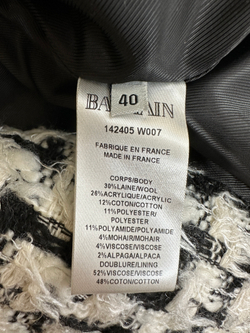 40
BALMAIN
142405 W007
FABRIQUE EN FRANCE
MADE IN FRANCE
CORPS/BODY
30%LAINE/WOOL
26%ACRYLIQUE/ACRYLIC
12%COTON/COTTON
11%POLYESTER/
POLYESTER
11%POLYAMIDE/POLYAMIDE
4%MOHAIR/MOHAIR
4%VISCOSE/VISCOSE
2%ALPAGA/ALPACA
DOUBLURE/LINING
52%VISCOSE/VISCOSE
48%COTON/COTTON